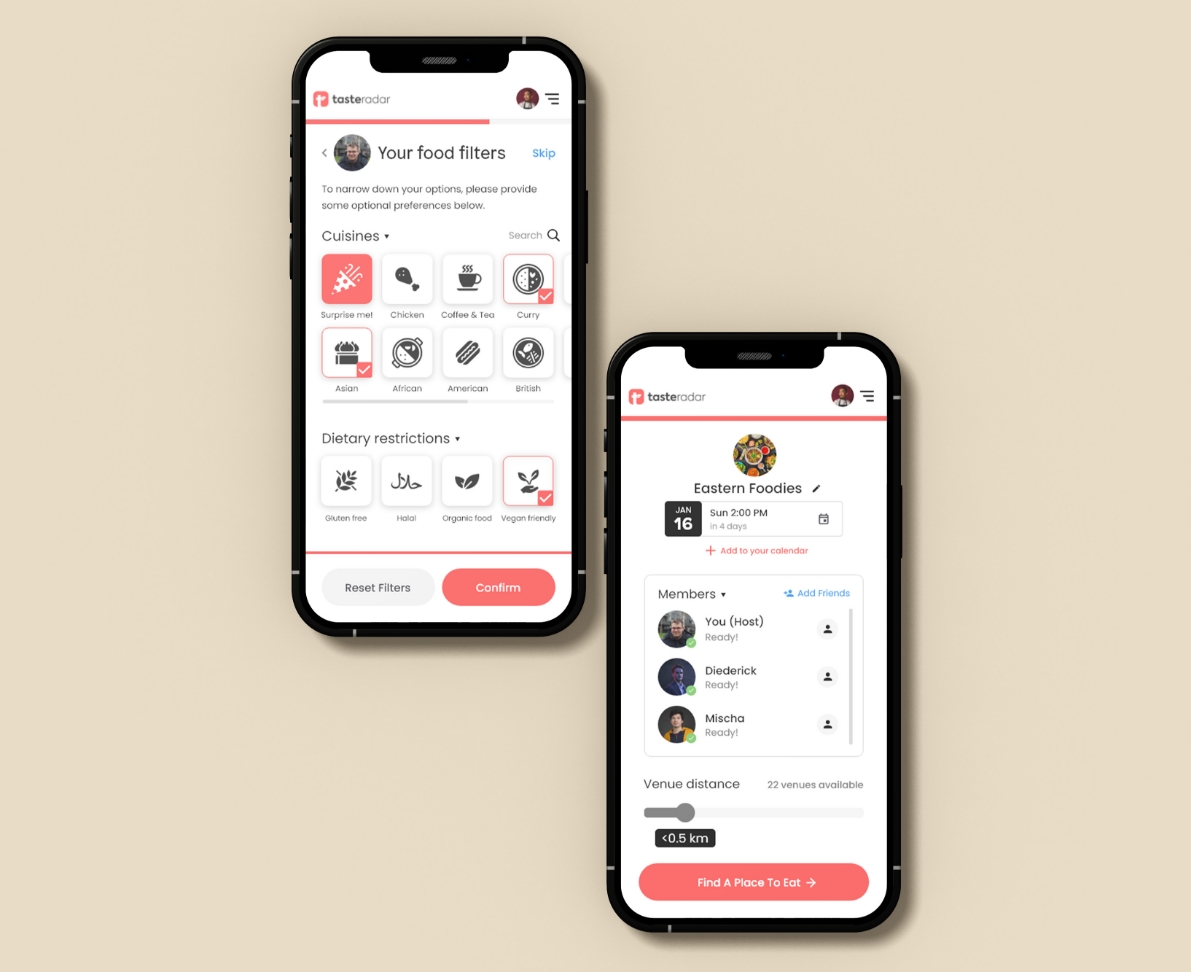 tasteradar
Your food filters
Skip
To narrow down your options, please provide
some optional preferences below.
Cuisines
Search
Surprise me!
Chicken
Coffee & Tea
Curry
Asian
African
American
British
Dietary restrictions
حلال
Gluten free
Halal
Organic food
Vegan friendly
Reset Filters
Confirm
tasteradar
Eastern Foodies
JAN
16
Sun 2:00 PM
in 4 days
Add to your calendar
Members
Add Friends
You (Host)
Ready!
Diederick
Ready!
Mischa
Ready!
Venue distance
22 venues available
<0.5 km
Find A Place To Eat